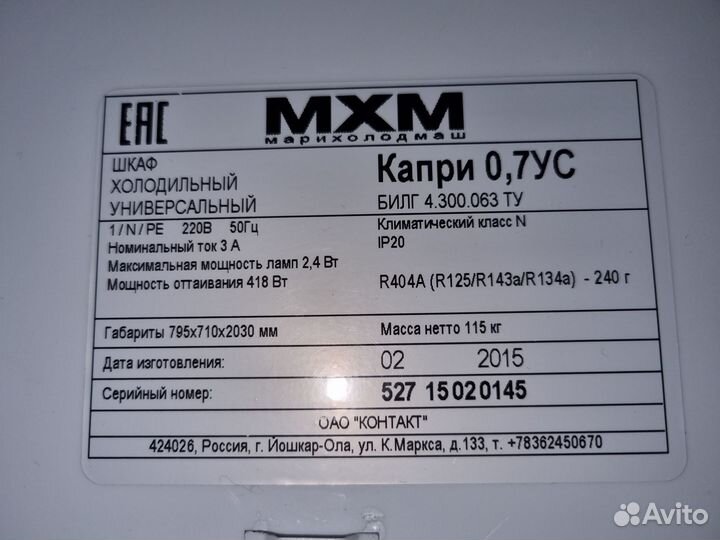 EAC
МХМ
марихолодмаш
ШКАФ
ХОЛОДИЛЬНЫЙ
УНИВЕРСАЛЬНЫЙ
Капри 0,7УС
БИЛГ 4.300.063 ТУ
1/N/PE 220В 50Гц
Номинальный ток 3 А
Максимальная мощность ламп 2,4 Вт
Мощность оттаивания 418 Вт
Климатический класс N
IP20
R404A (R125/R143a/R134a) - 240 г
Габариты 795х710х2030 мм
Масса нетто 115 кг
Дата изготовления: 02 2015
Серийный номер: 527 15020145
ОАО "КОНТАКТ"
424026, Россия, г. Йошкар-Ола, ул. К.Маркса, д.133, т. +78362450670
Avito